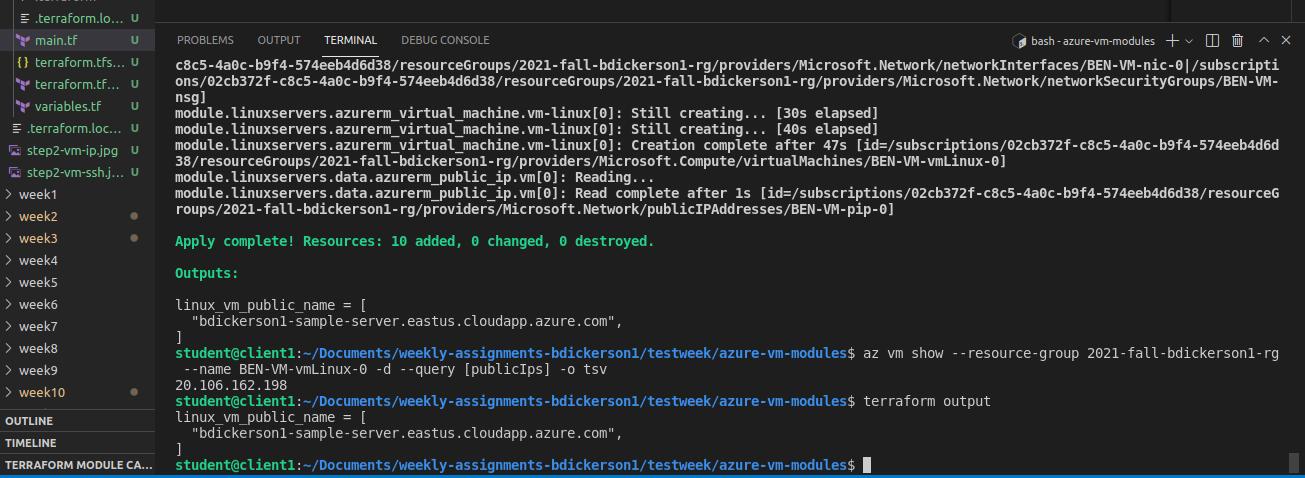 .terraform.lo... U
main.tf U
{} terraform.tfs... U
terraform.tf... U
variables.tf U
.terraform.loc... U
step2-vm-ip.jpg U
step2-vm-ssh.j... U
> week1
> week2
> week3
> week4
> week5
> week6
> week7
> week8
> week9
> week10
OUTLINE
TIMELINE
TERRAFORM MODULE CA...
PROBLEMS OUTPUT TERMINAL DEBUG CONSOLE
bash - azure-vm-modules
c8c5-4a0c-b9f4-574eeb4d6d38/resourceGroups/2021-fall-bdickerson1-rg/providers/Microsoft.Network/networkInterfaces/BEN-VM-nic-0|/subscripti
ons/02cb372f-c8c5-4a0c-b9f4-574eeb4d6d38/resourceGroups/2021-fall-bdickerson1-rg/providers/Microsoft.Network/networkSecurityGroups/BEN-VM-
nsg]
module.linuxservers.azurerm_virtual_machine.vm-linux[0]: Still creating... [30s elapsed]
module.linuxservers.azurerm_virtual_machine.vm-linux[0]: Still creating... [40s elapsed]
module.linuxservers.azurerm_virtual_machine.vm-linux[0]: Creation complete after 47s [id=/subscriptions/02cb372f-c8c5-4a0c-b9f4-574eeb4d6d
38/resourceGroups/2021-fall-bdickerson1-rg/providers/Microsoft.Compute/virtualMachines/BEN-VM-vmLinux-0]
module.linuxservers.data.azurerm_public_ip.vm[0]: Reading...
module.linuxservers.data.azurerm_public_ip.vm[0]: Read complete after 1s [id=/subscriptions/02cb372f-c8c5-4a0c-b9f4-574eeb4d6d38/resourceG
roups/2021-fall-bdickerson1-rg/providers/Microsoft.Network/publicIPAddresses/BEN-VM-pip-0]
Apply complete! Resources: 10 added, 0 changed, 0 destroyed.
Outputs:
linux_vm_public_name = [
"bdickerson1-sample-server.eastus.cloudapp.azure.com",
]
student@client1:~/Documents/weekly-assignments-bdickerson1/testweek/azure-vm-modules$ az vm show --resource-group 2021-fall-bdickerson1-rg
--name BEN-VM-vmLinux-0 -d --query [publicIps] -o tsv
20.106.162.198
student@client1:~/Documents/weekly-assignments-bdickerson1/testweek/azure-vm-modules$ terraform output
linux_vm_public_name = [
"bdickerson1-sample-server.eastus.cloudapp.azure.com",
]
student@client1:~/Documents/weekly-assignments-bdickerson1/testweek/azure-vm-modules$